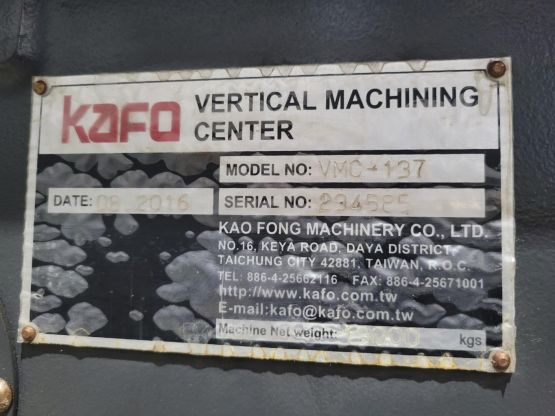 KAFO VERTICAL MACHINING
CENTER
MODEL NO: VMC-137
DATE: 08 2016
SERIAL NO:
KAO FONG MACHINERY CO., LTD.
NO.16, KEYA ROAD, DAYA DISTRICT
TAICHUNG CITY 42881, TAIWAN, R.O.C.
TEL: 886-4-25662116 FAX: 886-4-25671001
http://www.kafo.com.tw
E-mail:kafo@kafo.com.tw
Machine Net weight: kgs